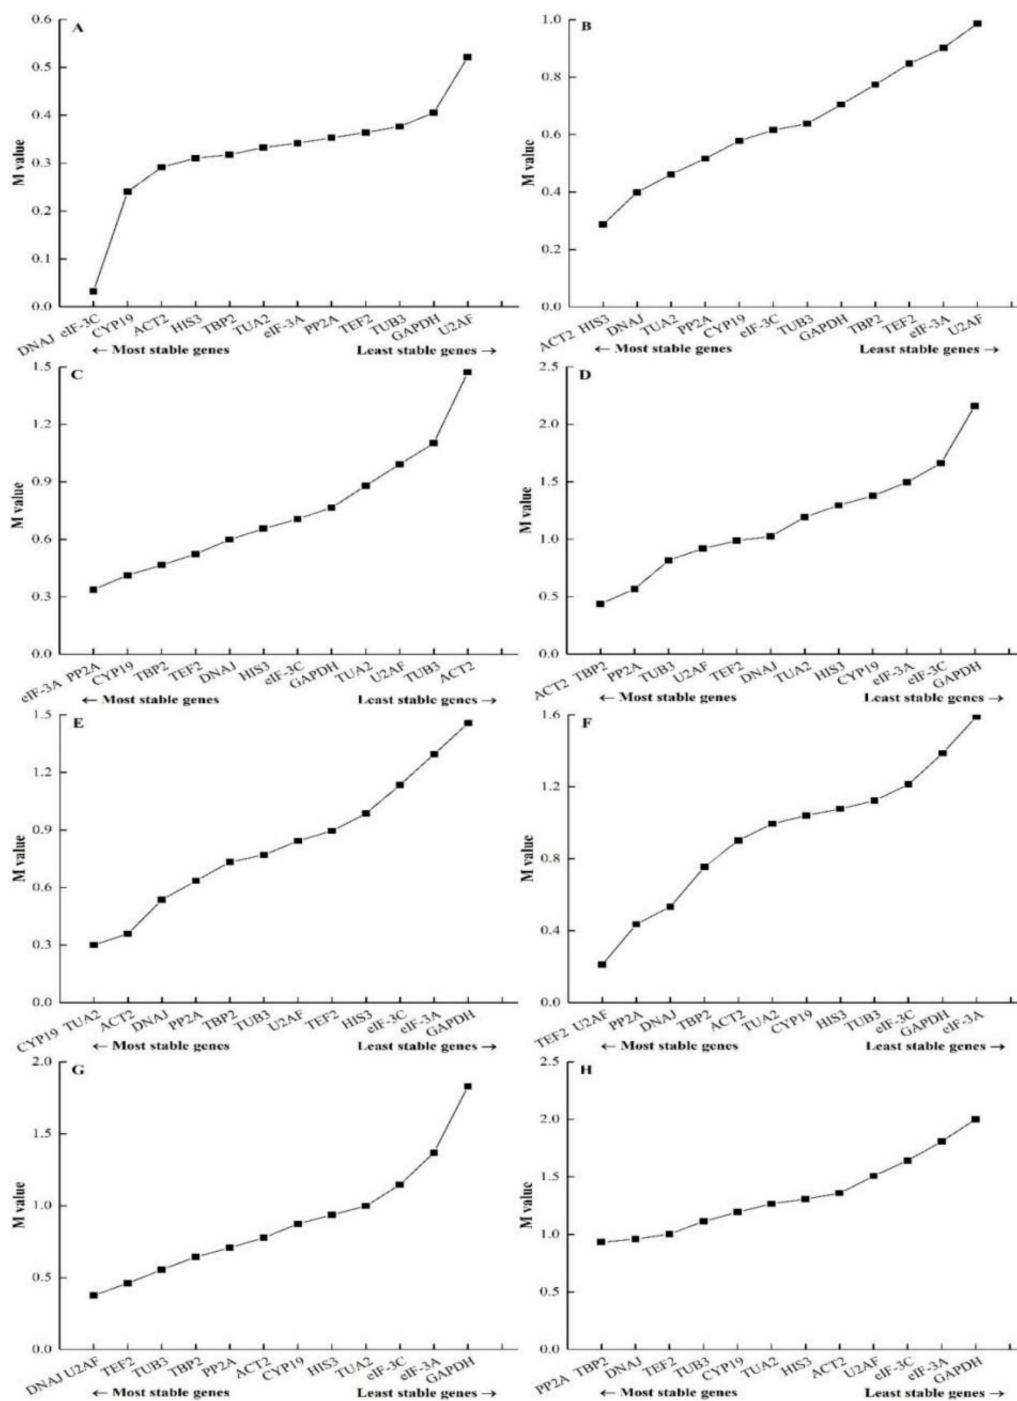 A
0.6
0.5
0.4
0.3
0.2
0.1
0.0
M value
DNAJ eIF-3C CYP19 ACT2 HIS3 TBP2 TUA2 eIF-3A PP2A TEF2 TUB3 GAPDH U2AF
← Most stable genes Least stable genes →
B
1.0
0.8
0.6
0.4
0.2
0.0
M value
ACT2 HIS3 DNAJ TUA2 PP2A CYP19 eIF-3C TUB3 GAPDH TBP2 TEF2 eIF-3A U2AF
← Most stable genes Least stable genes →
C
1.5
1.2
0.9
0.6
0.3
0.0
M value
eIF-3A PP2A CYP19 TBP2 TEF2 DNAJ HIS3 eIF-3C GAPDH TUA2 U2AF TUB3 ACT2
← Most stable genes Least stable genes →
D
2.5
2.0
1.5
1.0
0.5
0.0
M value
ACT2 TBP2 PP2A TUB3 U2AF TEF2 DNAJ TUA2 HIS3 CYP19 eIF-3A eIF-3C GAPDH
← Most stable genes Least stable genes →
E
1.5
1.2
0.9
0.6
0.3
0.0
M value
CYP19 TUA2 ACT2 DNAJ PP2A TBP2 TUB3 U2AF TEF2 HIS3 eIF-3C eIF-3A GAPDH
← Most stable genes Least stable genes →
F
1.6
1.2
0.8
0.4
0.0
M value
TEF2 U2AF PP2A DNAJ TBP2 ACT2 TUA2 CYP19 HIS3 TUB3 eIF-3C GAPDH eIF-3A
← Most stable genes Least stable genes →
G
2.0
1.5
1.0
0.5
0.0
M value
DNAJ U2AF TEF2 TUB3 TBP2 PP2A ACT2 CYP19 HIS3 TUA2 eIF-3C eIF-3A GAPDH
← Most stable genes Least stable genes →
H
2.5
2.0
1.5
1.0
0.5
0.0
M value
PP2A TBP2 DNAJ TEF2 TUB3 CYP19 TUA2 HIS3 ACT2 U2AF eIF-3C eIF-3A GAPDH
← Most stable genes Least stable genes →